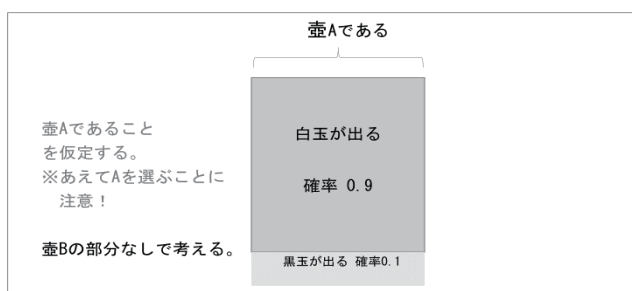 壺Aである
壺Aであること
を仮定する。
※あえてAを選ぶことに
注意！
壺Bの部分なしで考える。
白玉が出る
確率 0.9
黒玉が出る 確率0.1